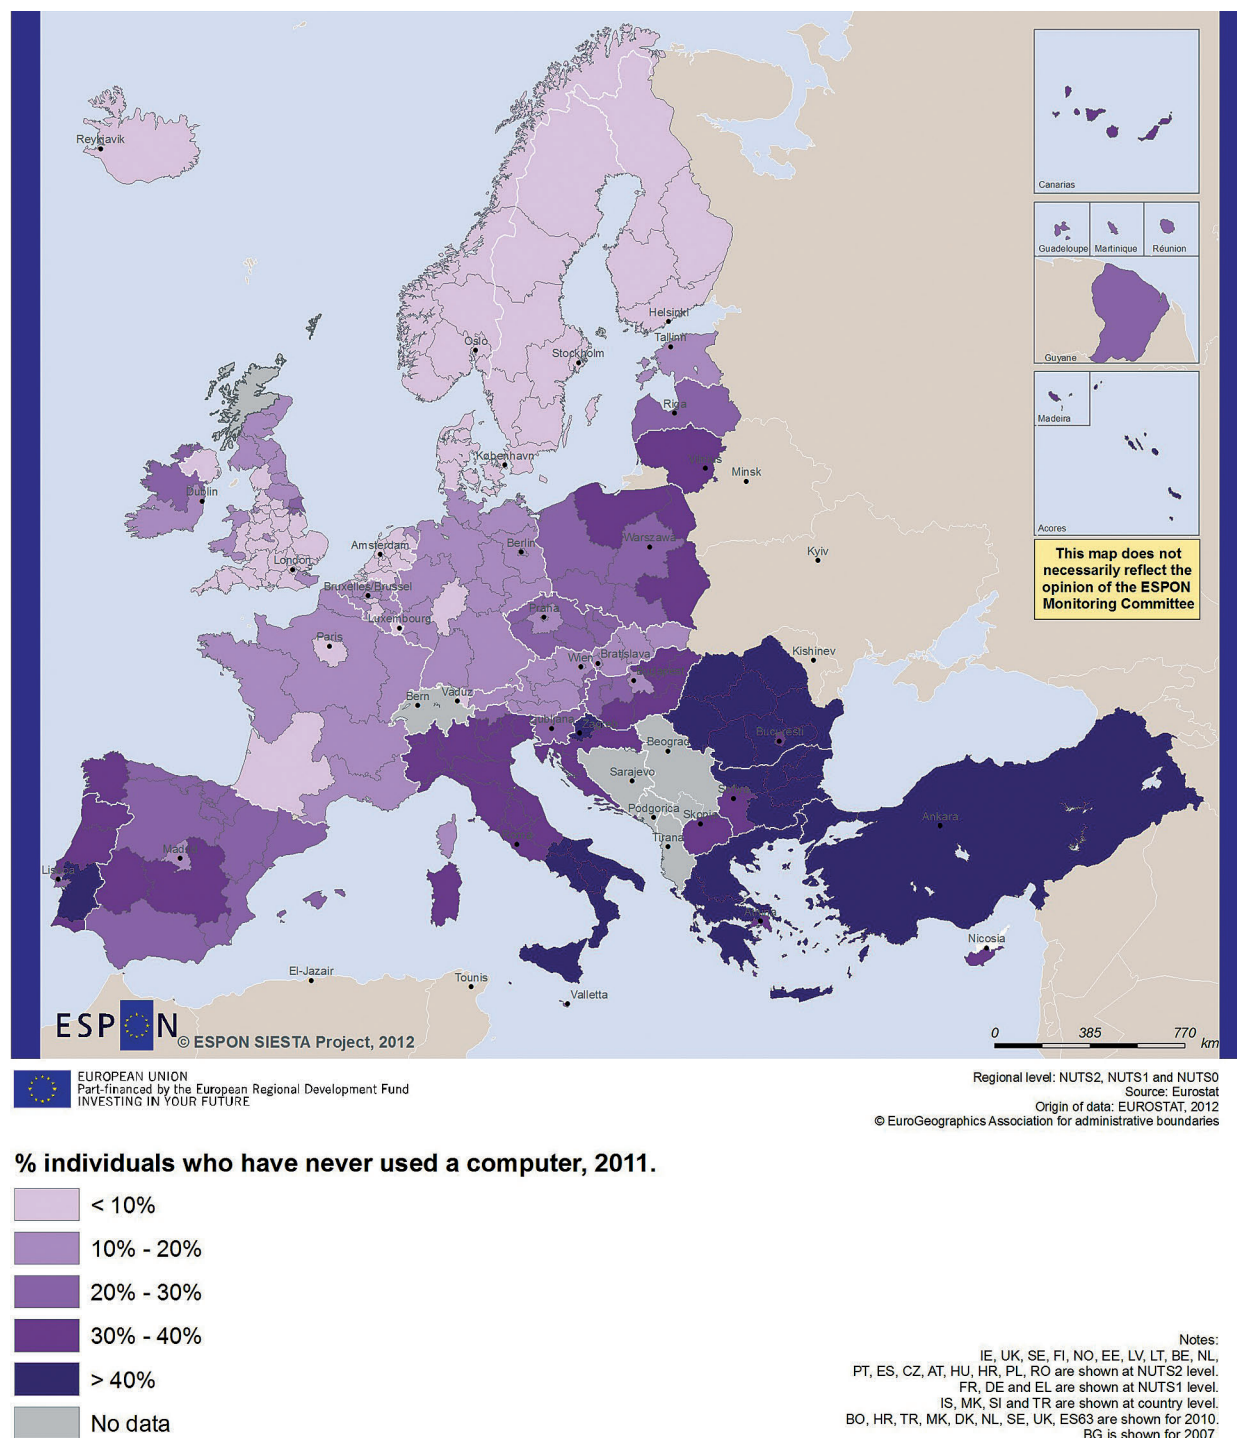 Reykjavik
Canarias
Guadeloupe
Martinique
Réunion
Guyane
Madeira
Acores
This map does not
necessarily reflect the
opinion of the ESPON
Monitoring Committee
Helsinki
Tallinn
Oslo
Stockholm
Riga
København
Minsk
Dublin
Amsterdam
Berlin
Warszawa
London
Kyiv
Bruxelles/Brussel
Praha
Luxembourg
Paris
Wien
Bratislava
Kishinev
Bern
Vaduz
Ljubljana
Zagreb
Bucuresti
Beograd
Sarajevo
Podgorica
Skopje
Tirana
Ankara
Nicosia
El-Jazair
Tounis
Valletta
ESPON
© ESPON SIESTA Project, 2012
0 385 770
km
EUROPEAN UNION
Part-financed by the European Regional Development Fund
INVESTING IN YOUR FUTURE
Regional level: NUTS2, NUTS1 and NUTS0
Source: Eurostat
Origin of data: EUROSTAT, 2012
© EuroGeographics Association for administrative boundaries
% individuals who have never used a computer, 2011.
< 10%
10% - 20%
20% - 30%
30% - 40%
> 40%
No data
Notes:
IE, UK, SE, FI, NO, EE, LV, LT, BE, NL,
PT, ES, CZ, AT, HU, HR, PL, RO are shown at NUTS2 level.
FR, DE and EL are shown at NUTS1 level.
IS, MK, SI and TR are shown at country level.
BO, HR, TR, MK, DK, NL, SE, UK, ES63 are shown for 2010.
BG is shown for 2007.